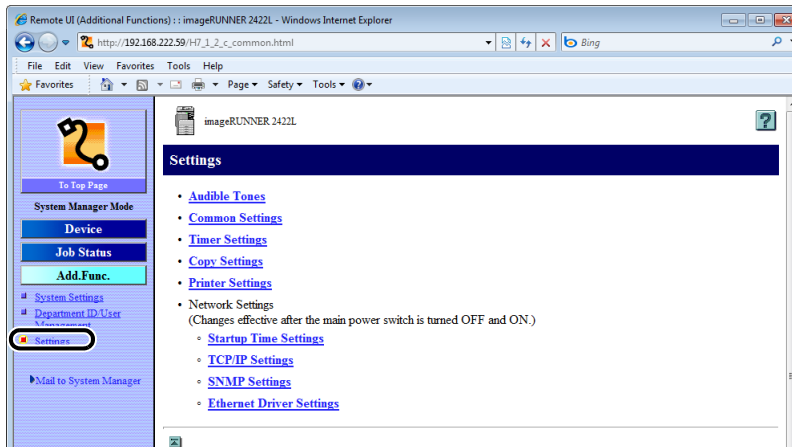 Remote UI (Additional Functions) : : imageRUNNER 2422L - Windows Internet Explorer
http://192.168.222.59/H7_1_2_c_common.html
Bing
File Edit View Favorites Tools Help
Favorites Page Safety Tools
imageRUNNER 2422L
Settings
To Top Page
System Manager Mode
Device
Job Status
Add.Func.
System Settings
Department ID/User
Management
Settings
Mail to System Manager
• Audible Tones
• Common Settings
• Timer Settings
• Copy Settings
• Printer Settings
• Network Settings
(Changes effective after the main power switch is turned OFF and ON.)
◦ Startup Time Settings
◦ TCP/IP Settings
◦ SNMP Settings
◦ Ethernet Driver Settings